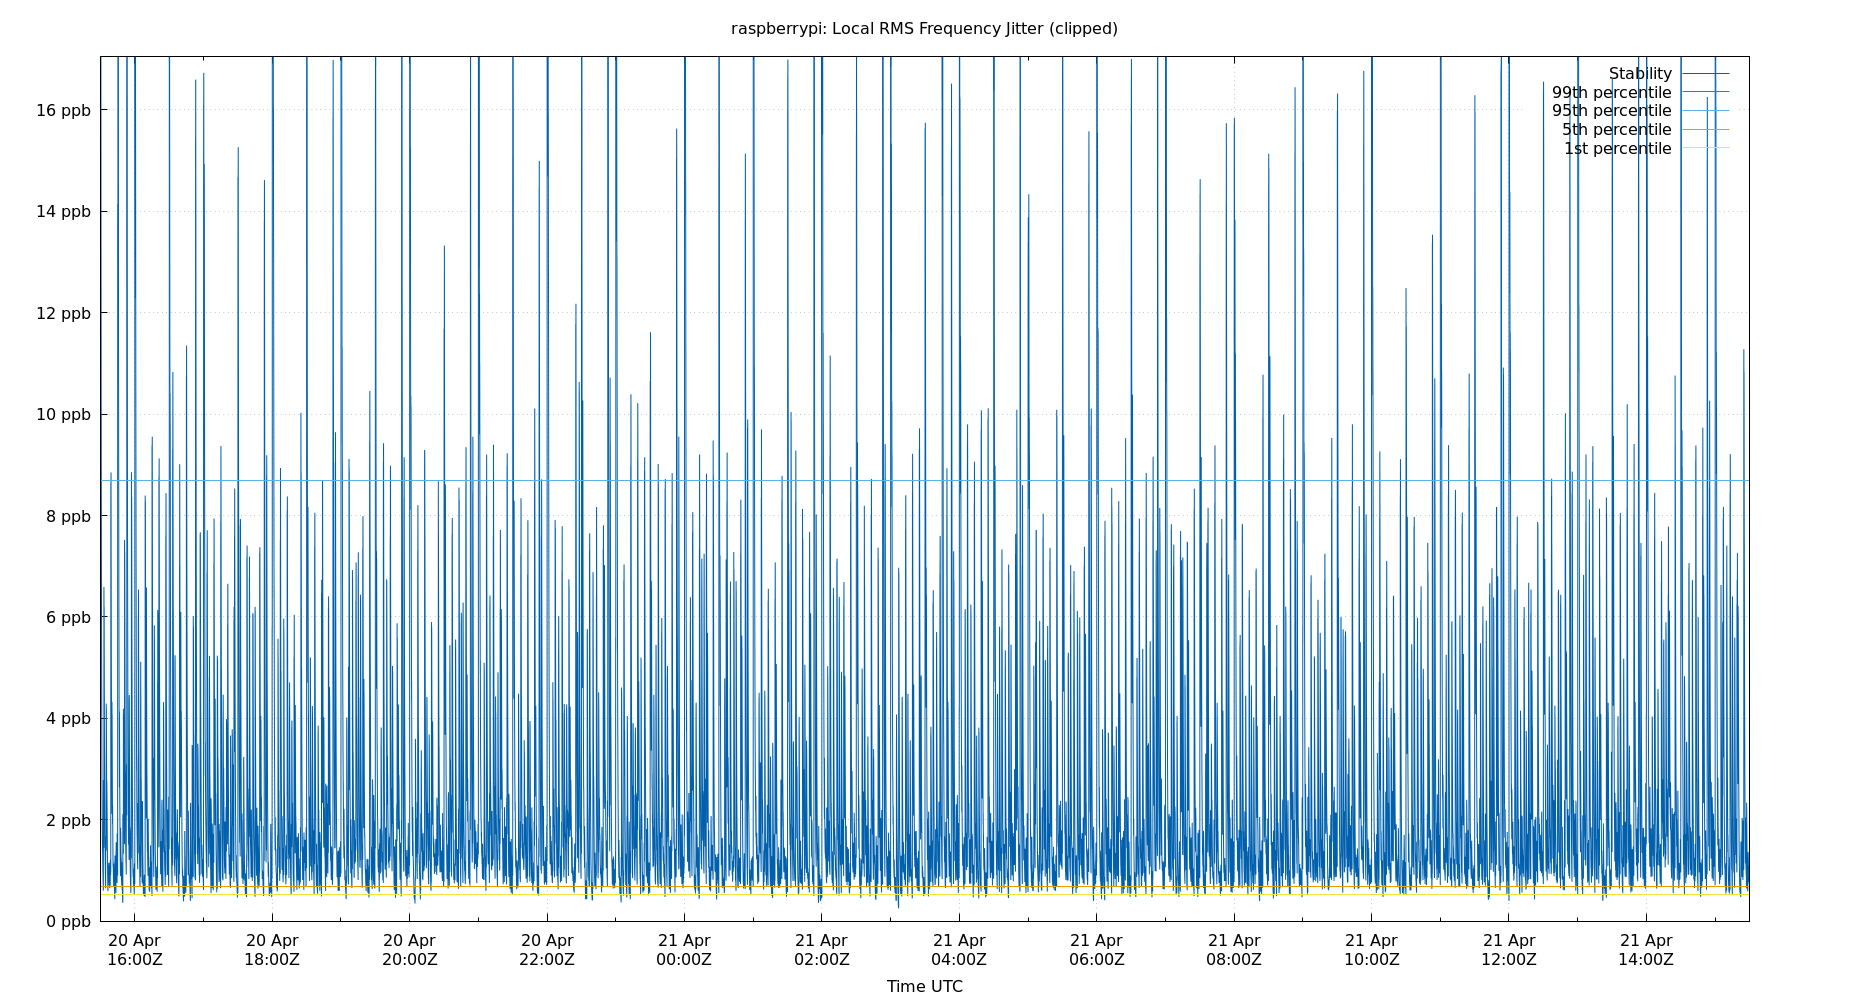 raspberrypi: Local RMS Frequency Jitter (clipped)
Stability
99th percentile
95th percentile
5th percentile
1st percentile
16 ppb
14 ppb
12 ppb
10 ppb
8 ppb
6 ppb
4 ppb
2 ppb
0 ppb
20 Apr 20 Apr 20 Apr 20 Apr 21 Apr 21 Apr 21 Apr 21 Apr 21 Apr 21 Apr 21 Apr 21 Apr
16:00Z 18:00Z 20:00Z 22:00Z 00:00Z 02:00Z 04:00Z 06:00Z 08:00Z 10:00Z 12:00Z 14:00Z
Time UTC